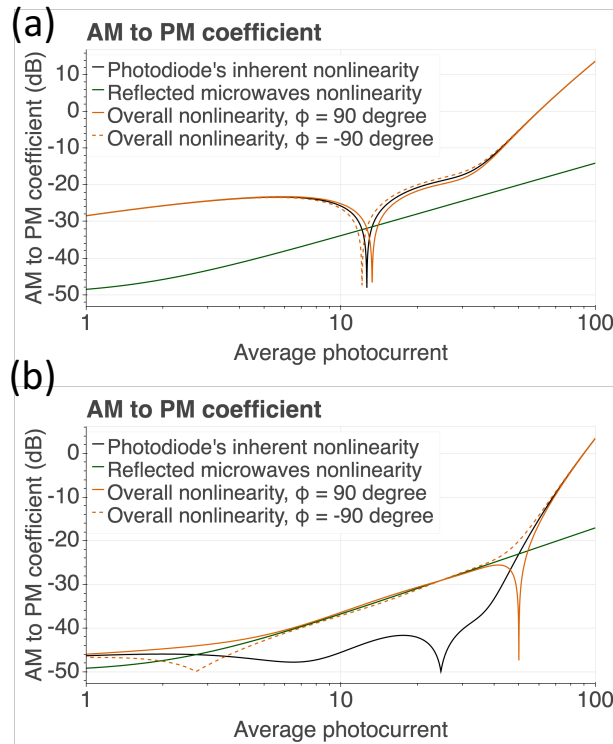 (a)
AM to PM coefficient
AM to PM coefficient (dB)
Photodiode's inherent nonlinearity
Reflected microwaves nonlinearity
Overall nonlinearity, ϕ = 90 degree
Overall nonlinearity, ϕ = -90 degree
10
0
-10
-20
-30
-40
-50
1
10
100
Average photocurrent
(b)
AM to PM coefficient
AM to PM coefficient (dB)
Photodiode's inherent nonlinearity
Reflected microwaves nonlinearity
Overall nonlinearity, ϕ = 90 degree
Overall nonlinearity, ϕ = -90 degree
0
-10
-20
-30
-40
-50
1
10
100
Average photocurrent